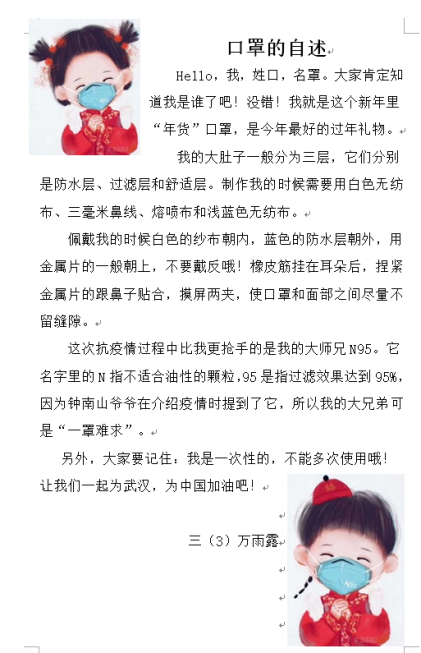 口罩的自述
Hello，我，姓口，名罩。大家肯定知
道我是谁了吧！没错！我就是这个新年里
“年货”口罩，是今年最好的过年礼物。
我的大肚子一般分为三层，它们分别
是防水层、过滤层和舒适层。制作我的时候需要用白色无纺
布、三毫米鼻线、熔喷布和浅蓝色无纺布。
佩戴我的时候白色的纱布朝内，蓝色的防水层朝外，用
金属片的一般朝上，不要戴反哦！橡皮筋挂在耳朵后，捏紧
金属片的跟鼻子贴合，摸屏两夹，使口罩和面部之间尽量不
留缝隙。
这次抗疫情过程中比我更抢手的是我的大师兄N95。它
名字里的N指不适合油性的颗粒,95是指过滤效果达到95%,
因为钟南山爷爷在介绍疫情时提到了它，所以我的大兄弟可
是“一罩难求”。
另外，大家要记住：我是一次性的，不能多次使用哦！
让我们一起为武汉，为中国加油吧！
三（3）万雨露